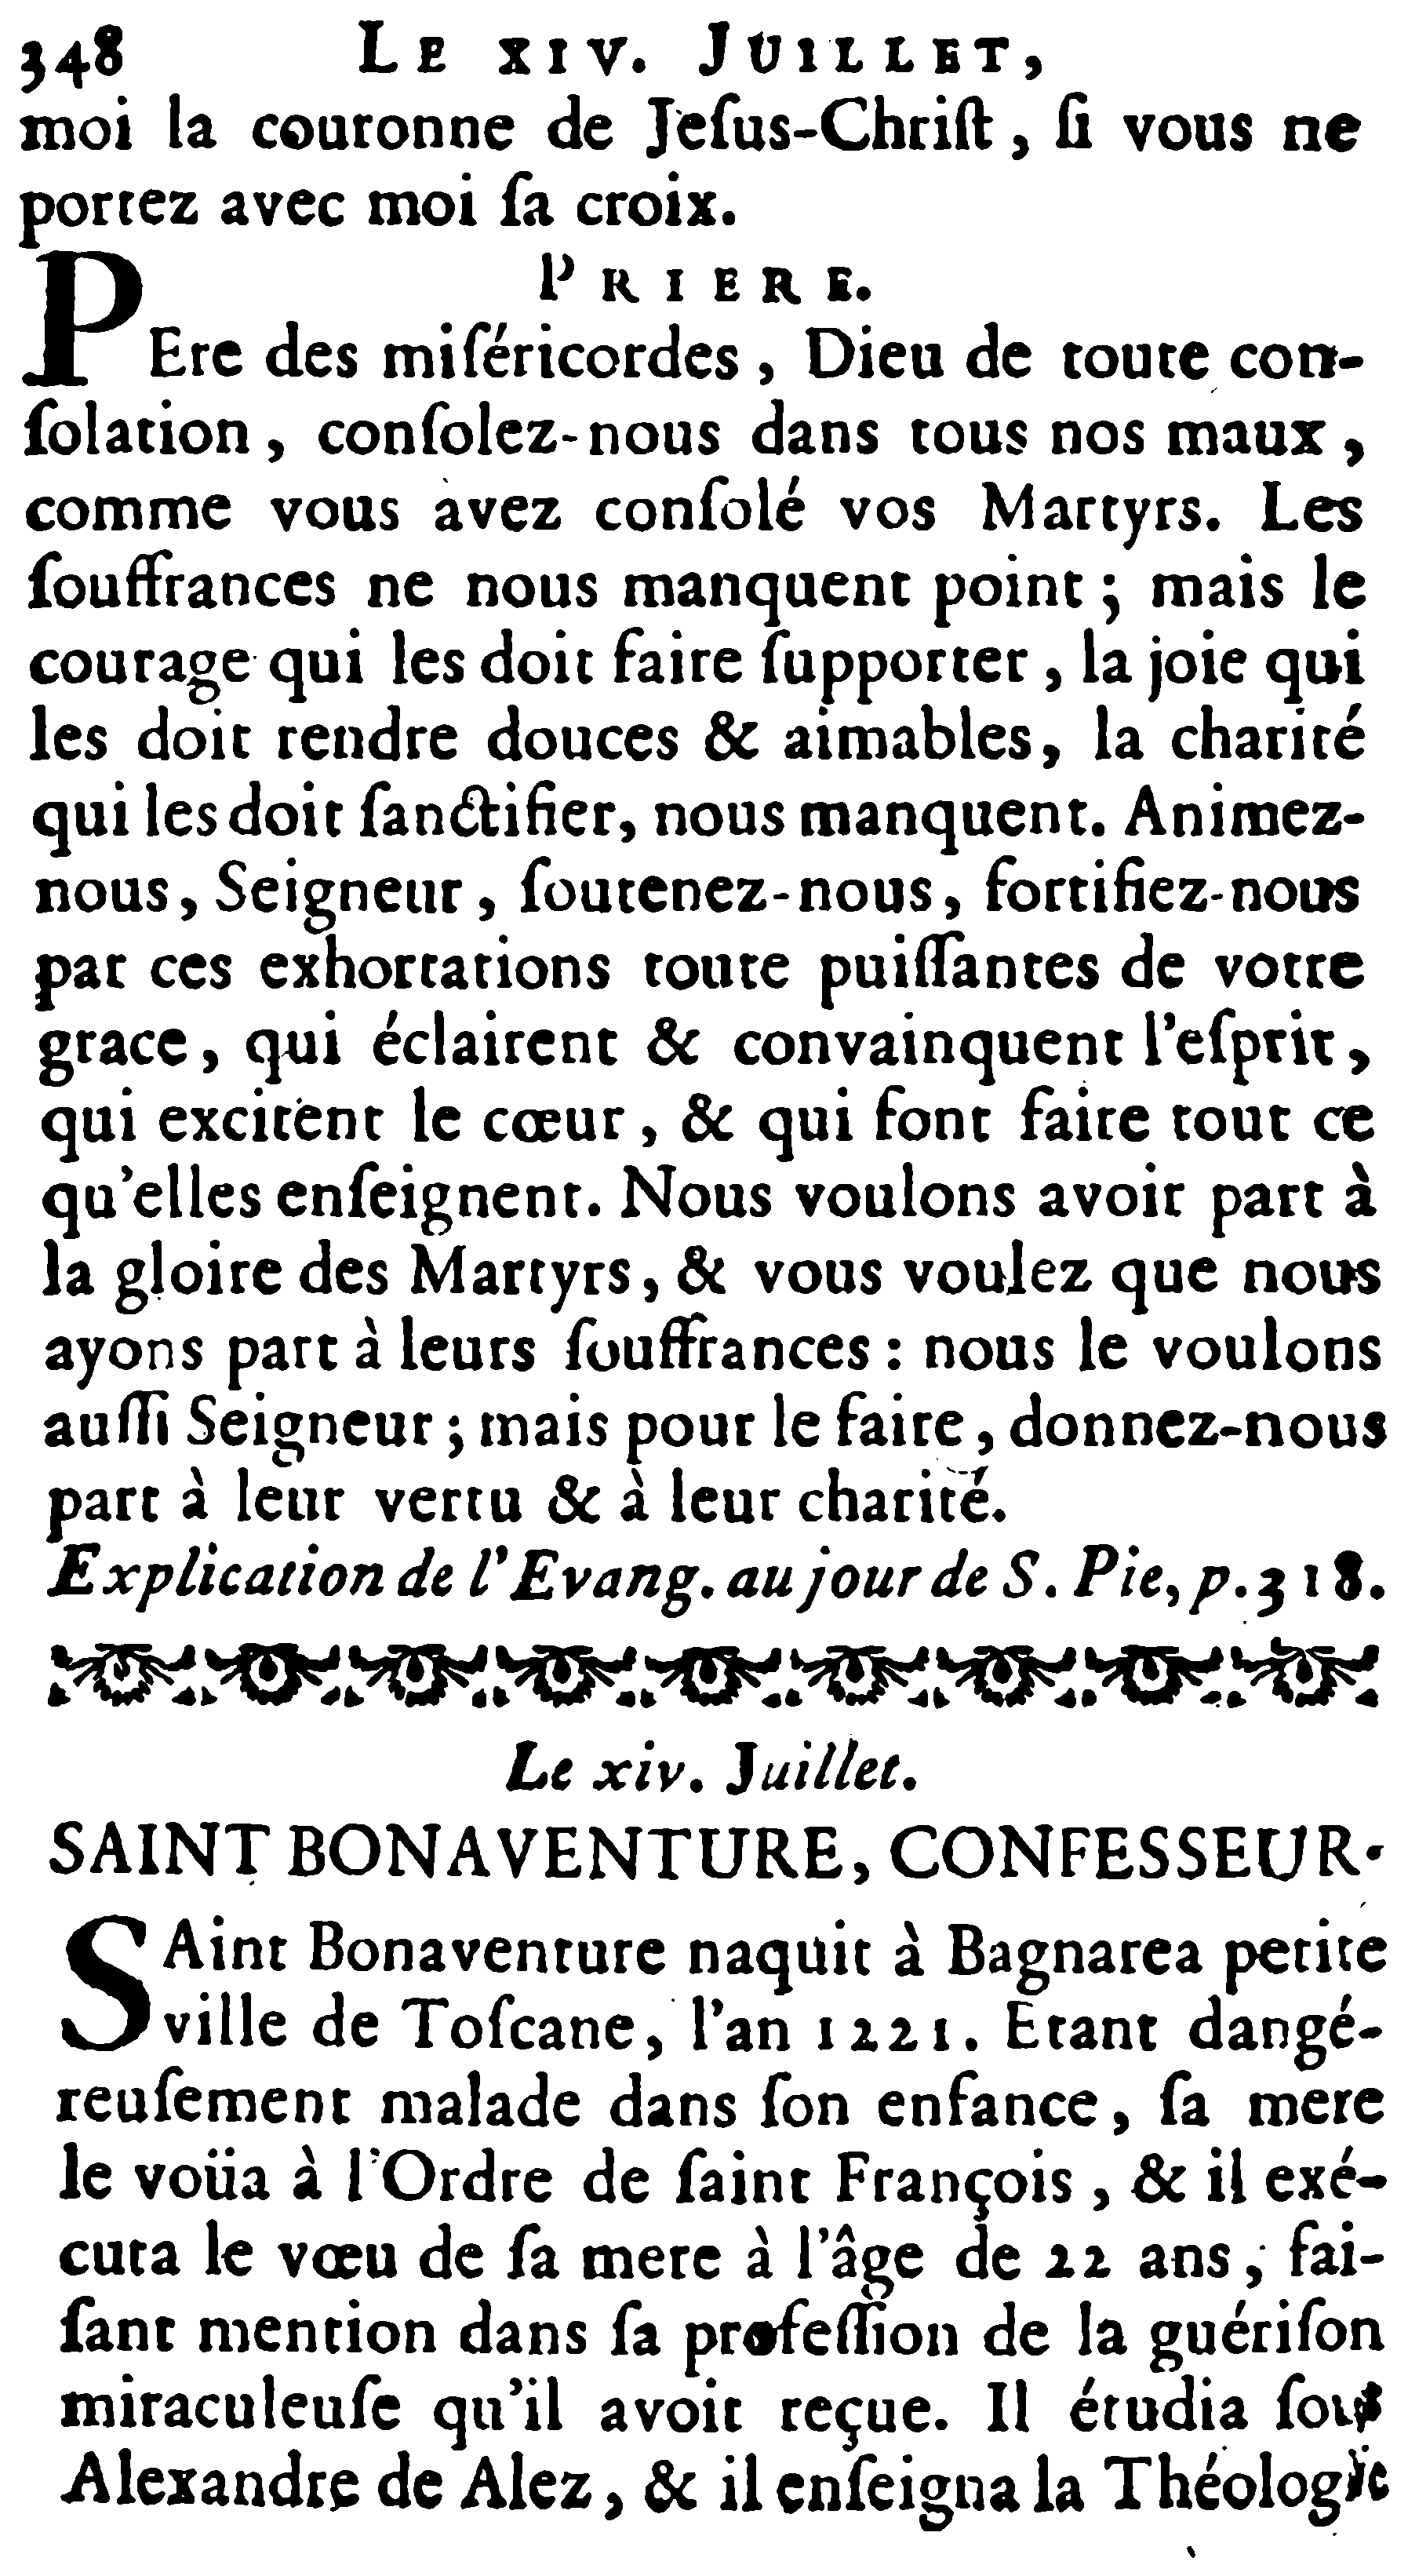 348 LE XIV. JUILLET,
moi la couronne de Jeſus-Chriſt, ſi vous ne
portez avec moi ſa croix.
PRIERE.
PEre des miſéricordes, Dieu de toute con-
ſolation, conſolez-nous dans tous nos maux,
comme vous avez conſolé vos Martyrs. Les
ſouffrances ne nous manquent point; mais le
courage qui les doit faire ſupporter, la joie qui
les doit rendre douces & aimables, la charité
qui les doit ſanctifier, nous manquent. Animez-
nous, Seigneur, ſoutenez-nous, fortifiez-nous
par ces exhortations toute puiſſantes de votre
grace, qui éclairent & convainquent l'eſprit,
qui excitent le cœur, & qui font faire tout ce
qu'elles enſeignent. Nous voulons avoir part à
la gloire des Martyrs, & vous voulez que nous
ayons part à leurs ſouffrances : nous le voulons
auſſi Seigneur; mais pour le faire, donnez-nous
part à leur vertu & à leur charité.
Explication de l'Evang. au jour de S. Pie, p. 318.
Le xiv. Juillet.
SAINT BONAVENTURE, CONFESSEUR.
SAint Bonaventure naquit à Bagnarea petite
ville de Toſcane, l'an 1221. Etant dangé-
reuſement malade dans ſon enfance, ſa mere
le voüa à l'Ordre de ſaint François, & il exé-
cuta le vœu de ſa mere à l'âge de 22 ans, fai-
ſant mention dans ſa profeſſion de la guériſon
miraculeuſe qu'il avoit reçue. Il étudia ſous
Alexandre de Alez, & il enſeigna la Théologie